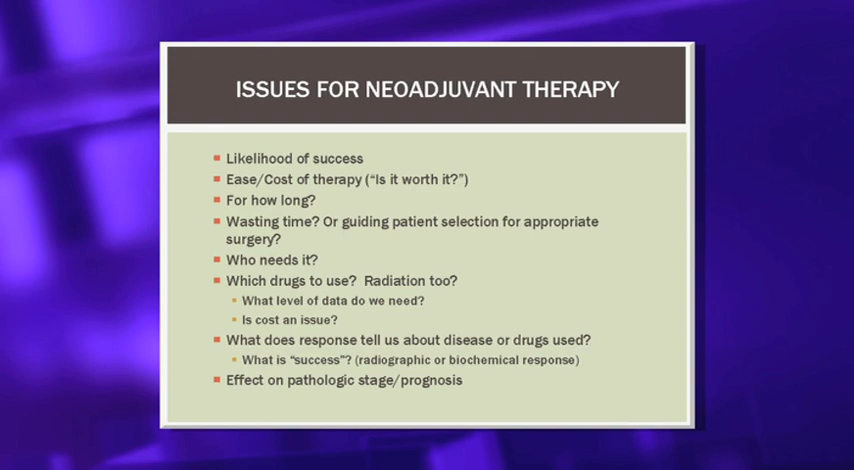 ISSUES FOR NEOADJUVANT THERAPY
Likelihood of success
Ease/Cost of therapy (“Is it worth it?”)
For how long?
Wasting time? Or guiding patient selection for appropriate
surgery?
Who needs it?
Which drugs to use?  Radiation too?
What level of data do we need?
Is cost an issue?
What does response tell us about disease or drugs used?
What is “success”? (radiographic or biochemical response)
Effect on pathologic stage/prognosis